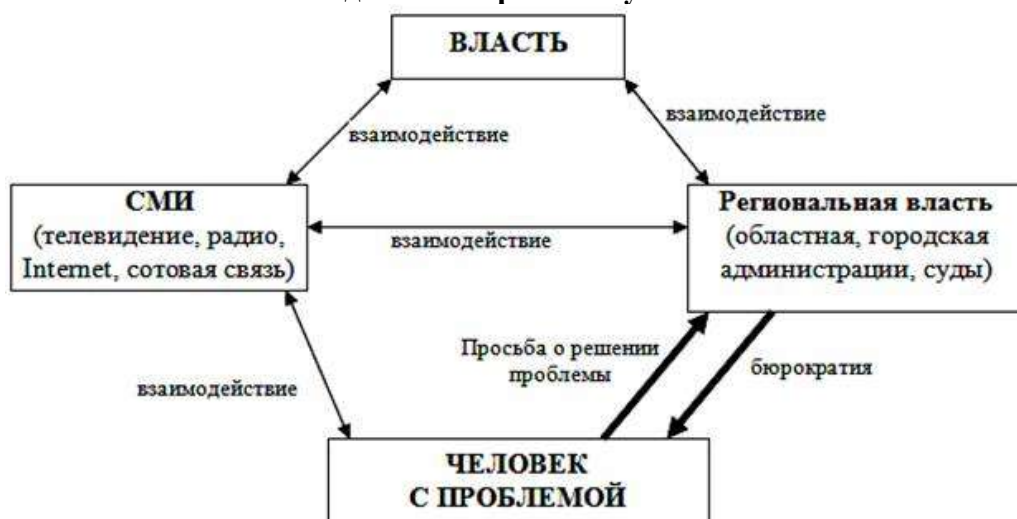 ВЛАСТЬ
взаимодействие
взаимодействие
СМИ
(телевидение, радио,
Internet, сотовая связь)
взаимодействие
Региональная власть
(областная, городская
администрации, суды)
Просьба о решении
проблемы
бюрократия
взаимодействие
ЧЕЛОВЕК
С ПРОБЛЕМОЙ